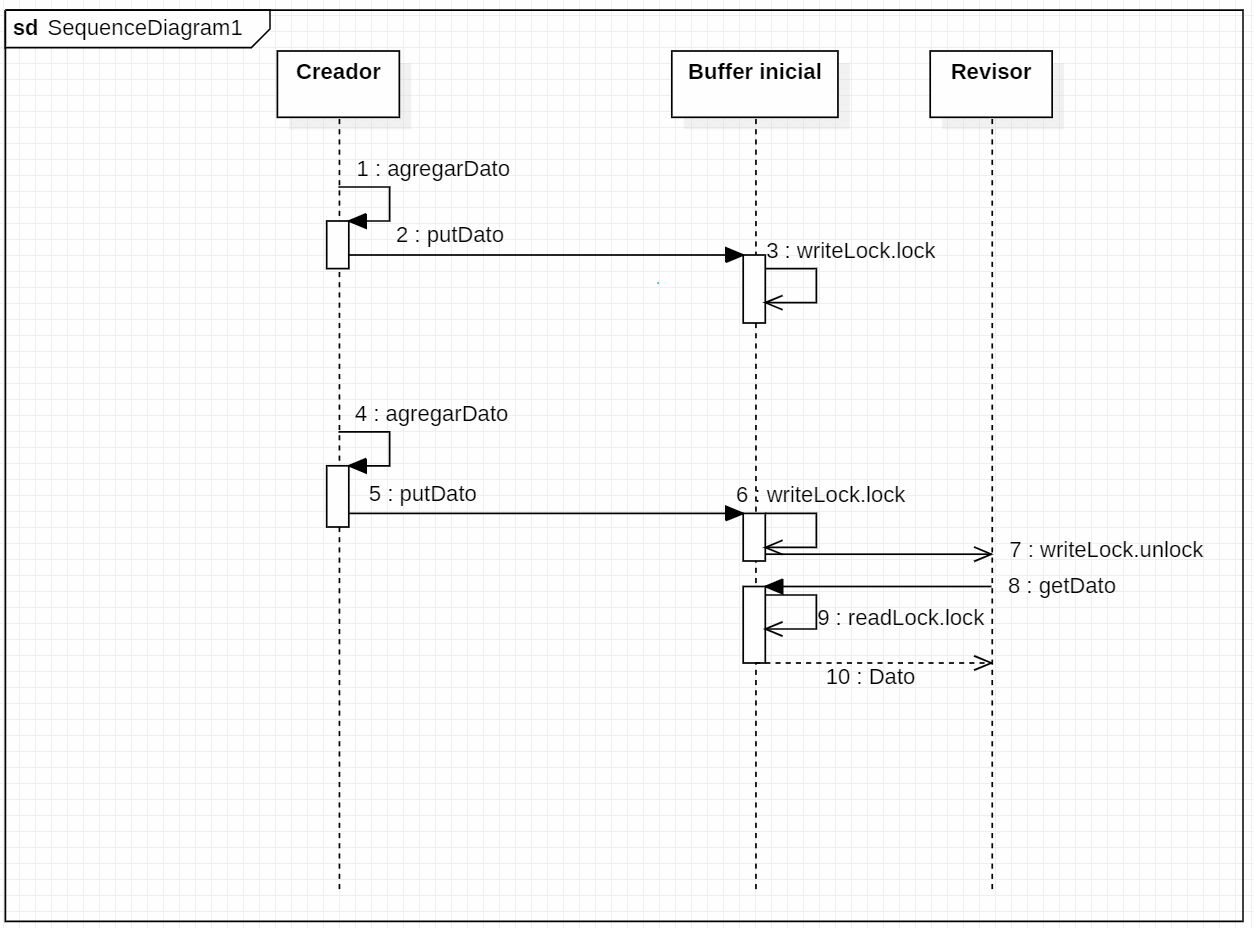 sd SequenceDiagram1
Creador
Buffer inicial
Revisor
1 : agregarDato
2 : putDato
3 : writeLock.lock
4 : agregarDato
5 : putDato
6 : writeLock.lock
7 : writeLock.unlock
8 : getDato
9 : readLock.lock
10 : Dato